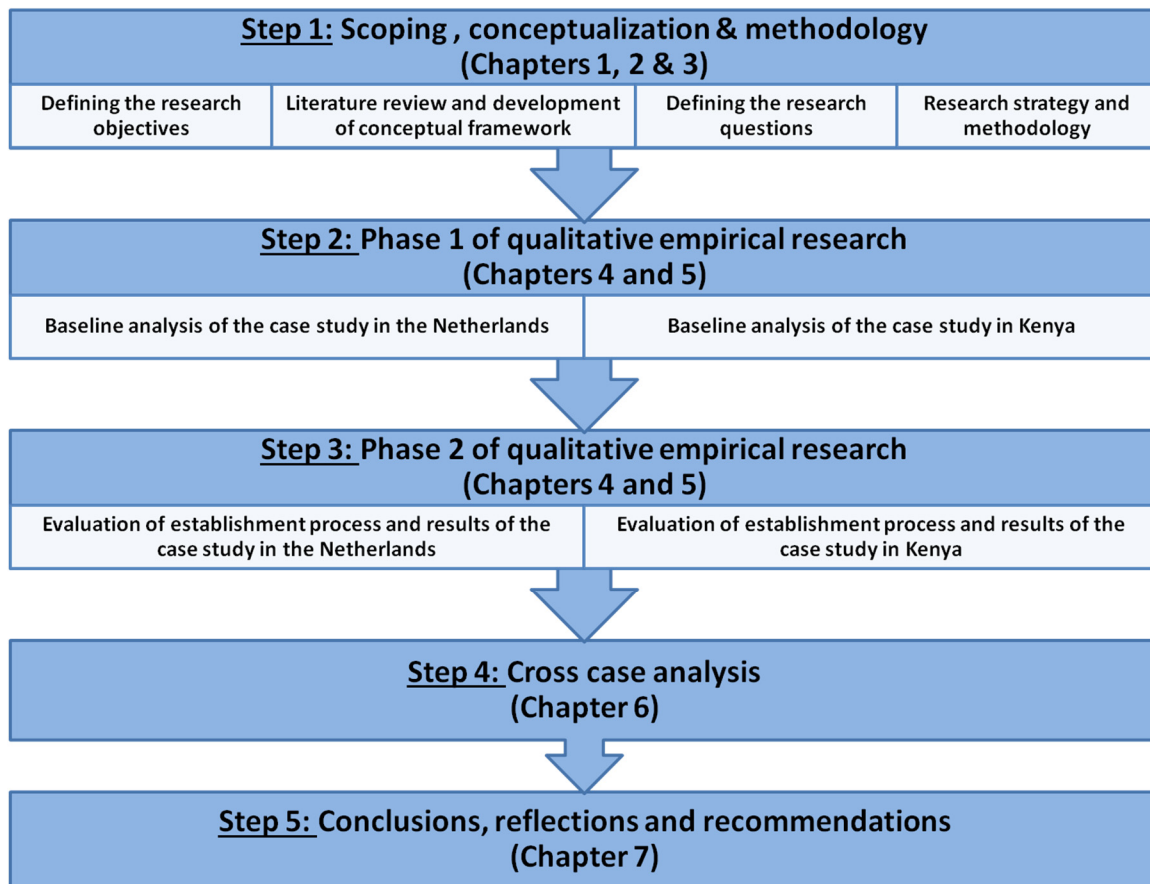 Step 1: Scoping , conceptualization & methodology
(Chapters 1, 2 & 3)
Defining the research
objectives
Literature review and development
of conceptual framework
Defining the research
questions
Research strategy and
methodology
Step 2: Phase 1 of qualitative empirical research
(Chapters 4 and 5)
Baseline analysis of the case study in the Netherlands
Baseline analysis of the case study in Kenya
Step 3: Phase 2 of qualitative empirical research
(Chapters 4 and 5)
Evaluation of establishment process and results of the
case study in the Netherlands
Evaluation of establishment process and results of the
case study in Kenya
Step 4: Cross case analysis
(Chapter 6)
Step 5: Conclusions, reflections and recommendations
(Chapter 7)